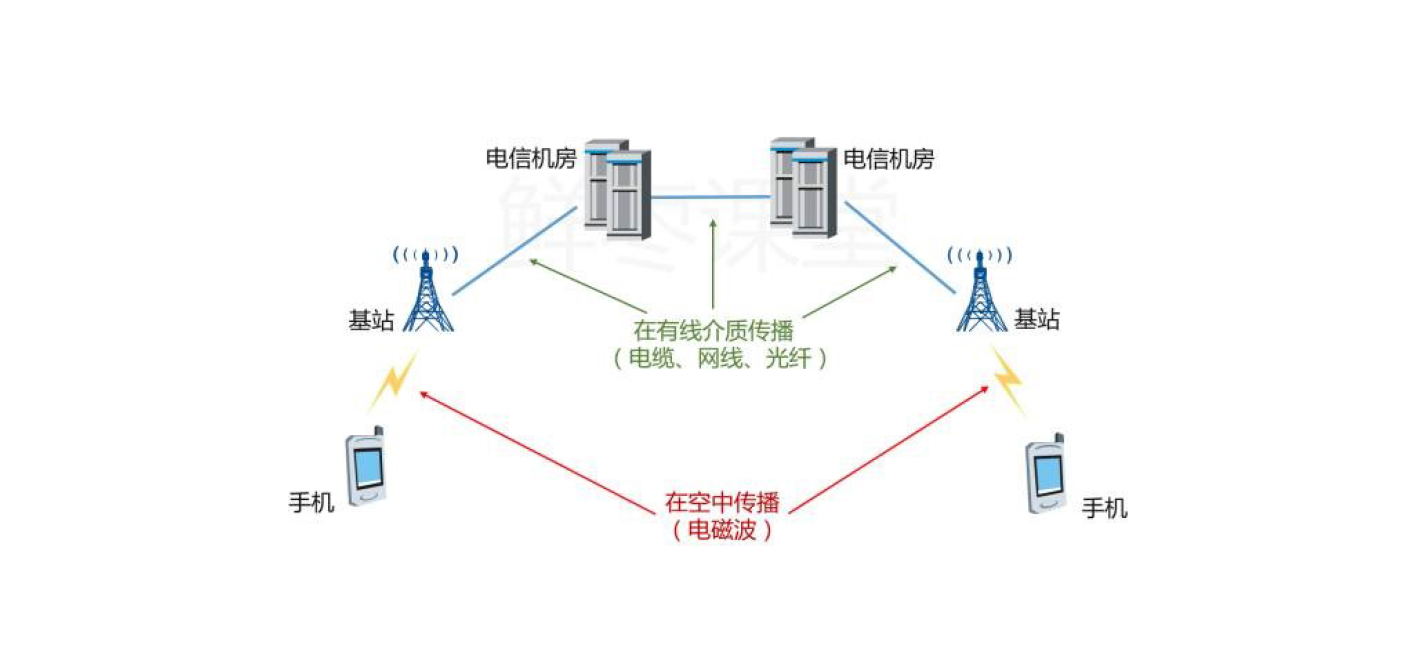 电信机房
电信机房
鲜枣课堂
基站
基站
在有线介质传播
（电缆、网线、光纤）
手机
手机
在空中传播
（电磁波）